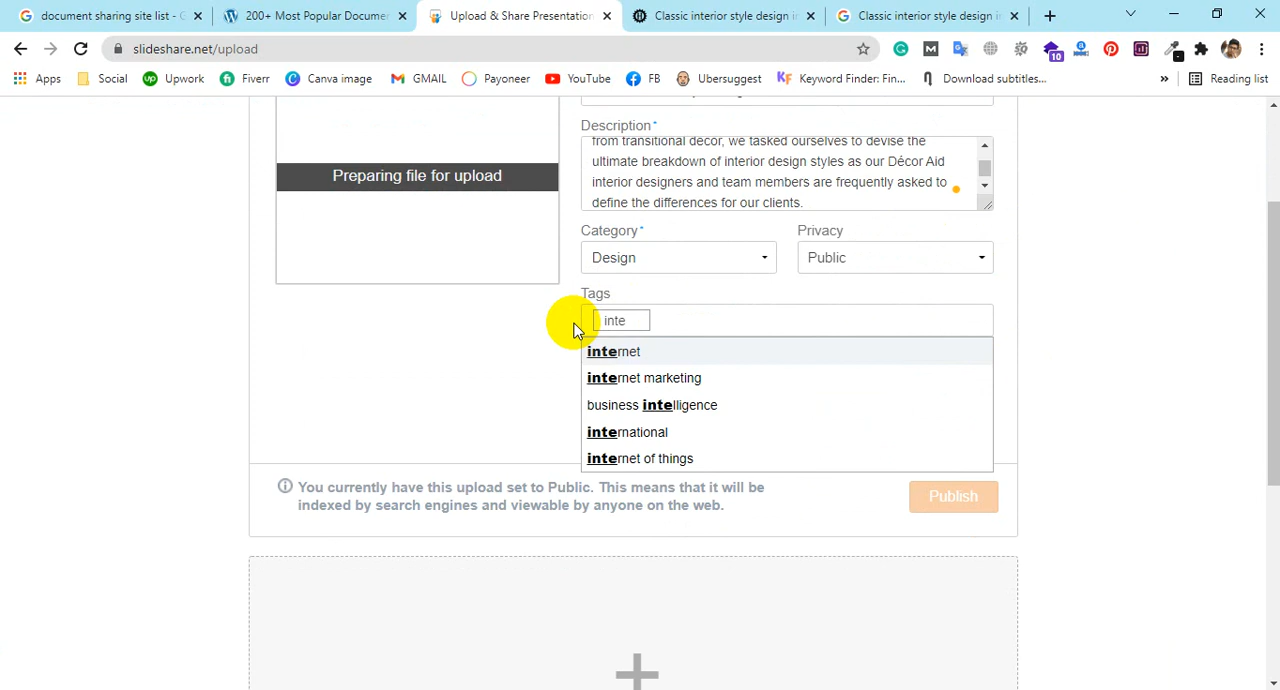 document sharing site list - G
200+ Most Popular Documen
Upload & Share Presentation
Classic interior style design in
Classic interior style design in
slideshare.net/upload
10
Apps
Social
Upwork
Fiverr
Canva image
GMAIL
Payoneer
YouTube
FB
Ubersuggest
Keyword Finder: Fin...
Download subtitles...
»
Reading list
Description*
from transitional decor, we tasked ourselves to devise the
ultimate breakdown of interior design styles as our Décor Aid
interior designers and team members are frequently asked to
define the differences for our clients.
Preparing file for upload
Category*
Privacy
Design
Public
Tags
inte
internet
internet marketing
business intelligence
international
internet of things
You currently have this upload set to Public. This means that it will be
indexed by search engines and viewable by anyone on the web.
Publish